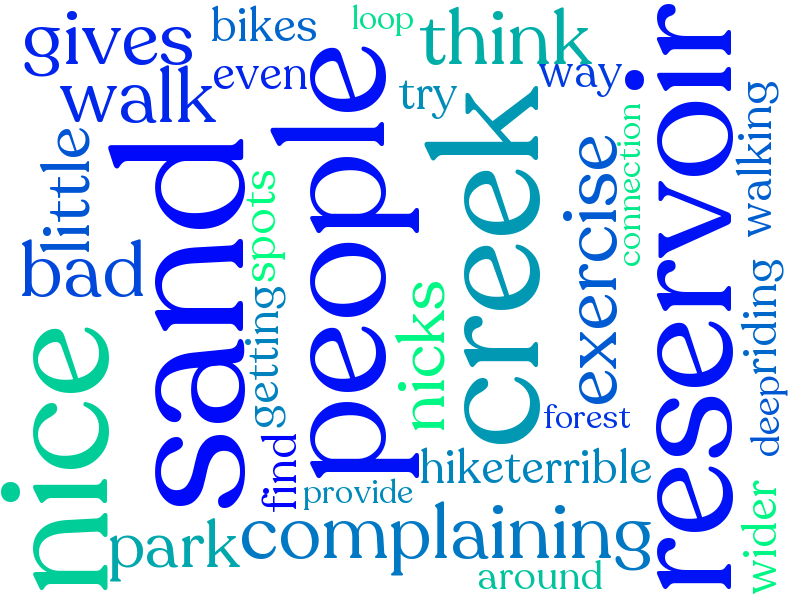 gives
bikes
loop
think
reservoir
even
people
walk
try
way
creek
walking
connection
little
sand
exercise
spots
bad
riding
nicks
getting
nice
deep
forest
find
hike
terrible
provide
wider
complaining
park
around